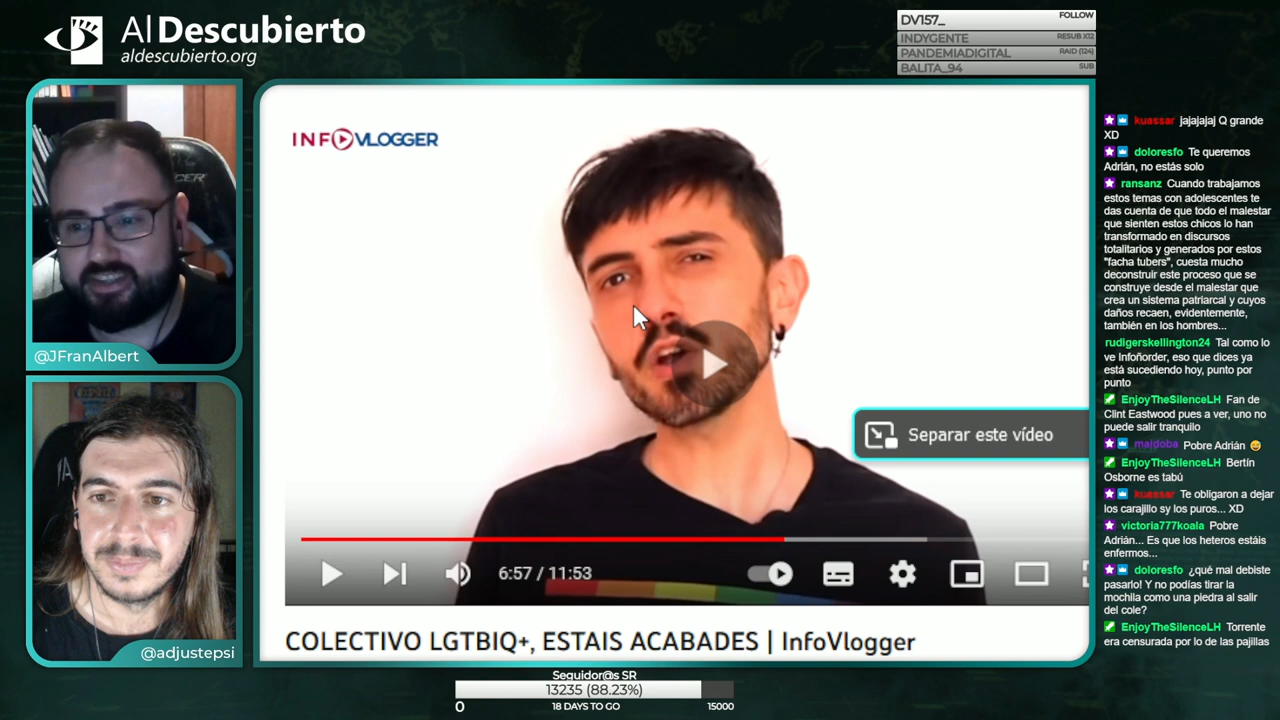 Al Descubierto
aldescubierto.org
DV157_ FOLLOW
INDYGENTE RESUB X12
PANDEMIADIGITAL RAID (124)
BALITA_94 SUB
@JFranAlbert
@adjustepsi
INFOVLOGGER
Separar este vídeo
6:57 / 11:53
COLECTIVO LGTBIQ+, ESTAIS ACABADES | InfoVlogger
Seguidor@s SR
13235 (88.23%)
0 18 DAYS TO GO 15000
kuassar jajajajaj Q grande
XD
doloresfo Te queremos
Adrián, no estás solo
ransanz Cuando trabajamos
estos temas con adolescentes te
das cuenta de que todo el malestar
que sienten estos chicos lo han
transformado en discursos
totalitarios y generados por estos
"facha tubers", cuesta mucho
deconstruir este proceso que se
construye desde el malestar que
crea un sistema patriarcal y cuyos
daños recaen, evidentemente,
también en los hombres...
rudigerskellington24 Tal como lo
ve Infoñorder, eso que dices ya
está sucediendo hoy, punto por
punto
EnjoyTheSilenceLH Fan de
Clint Eastwood pues a ver, uno no
puede salir tranquilo
majdoba Pobre Adrián
EnjoyTheSilenceLH Bertín
Osborne es tabú
kuassar Te obligaron a dejar
los carajillo sy los puros... XD
victoria777koala Pobre
Adrián... Es que los heteros estáis
enfermos...
doloresfo ¿qué mal debiste
pasarlo! Y no podías tirar la
mochila como una piedra al salir
del cole?
EnjoyTheSilenceLH Torrente
era censurada por lo de las pajillas